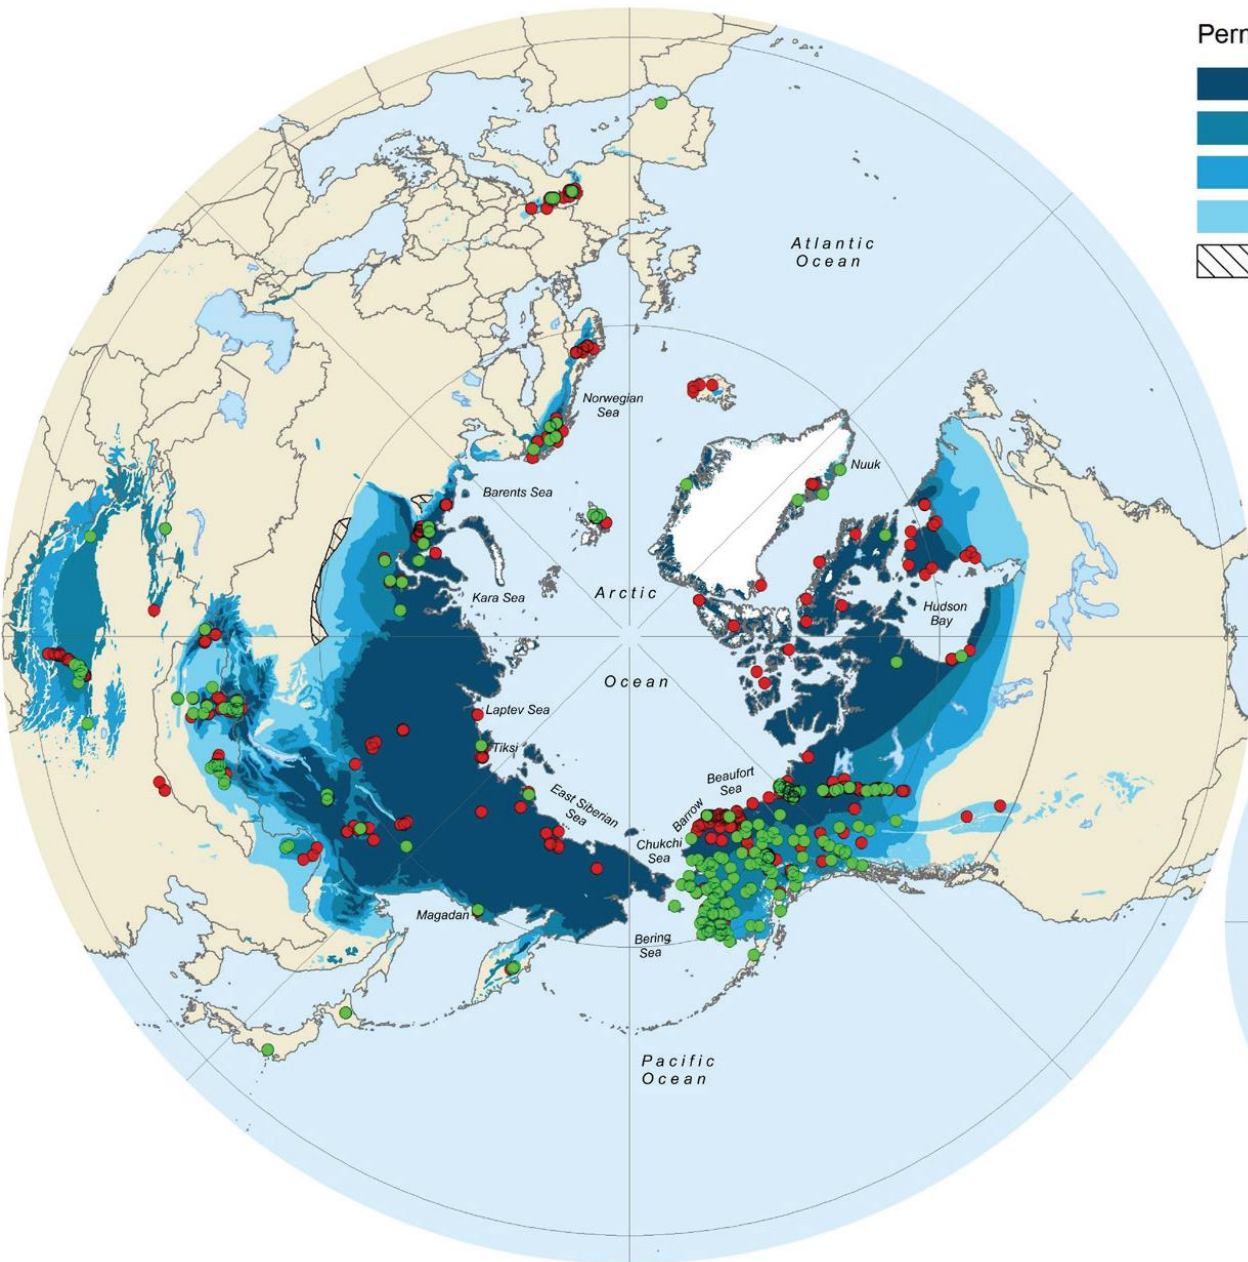 Perm
Atlantic
Ocean
Norwegian
Sea
Nuuk
Barents Sea
Kara Sea
Arctic
Hudson
Bay
Ocean
Laptev Sea
Tiksi
Beaufort
Sea
East Siberian
Sea
Barrow
Chukchi
Sea
Magadan
Bering
Sea
Pacific
Ocean